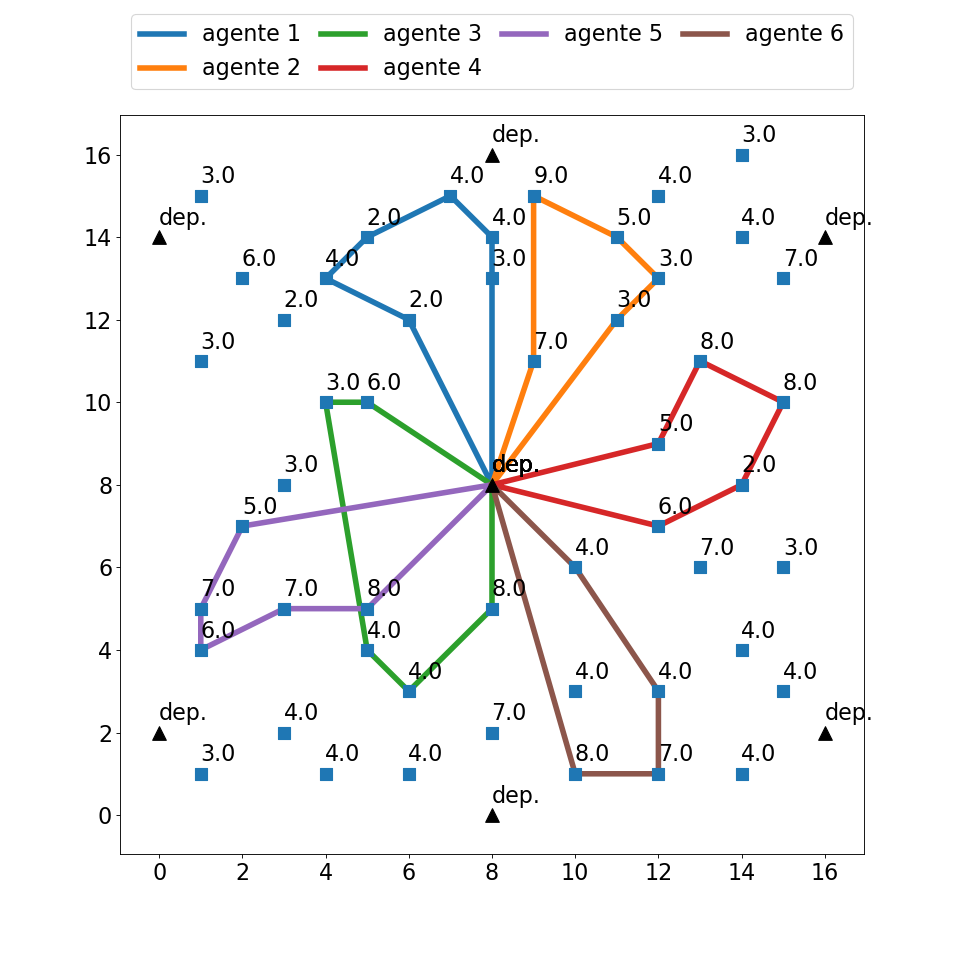 agente 1 agente 3 agente 5 agente 6
agente 2 agente 4
dep. 3.0
16
3.0 4.0 9.0 4.0
dep. 2.0 4.0 5.0 4.0 dep.
14
6.0 4.0 3.0 3.0 7.0
2.0 2.0 3.0
12
3.0 7.0 8.0
3.0 6.0 8.0
10
5.0
3.0 dep. 2.0
8
5.0 6.0
4.0 7.0 3.0
6
7.0 7.0 8.0 8.0
6.0 4.0 4.0
4
4.0 4.0 4.0 4.0
dep. 4.0 7.0 dep.
2
3.0 4.0 4.0 8.0 7.0 4.0
dep.
0
0 2 4 6 8 10 12 14 16